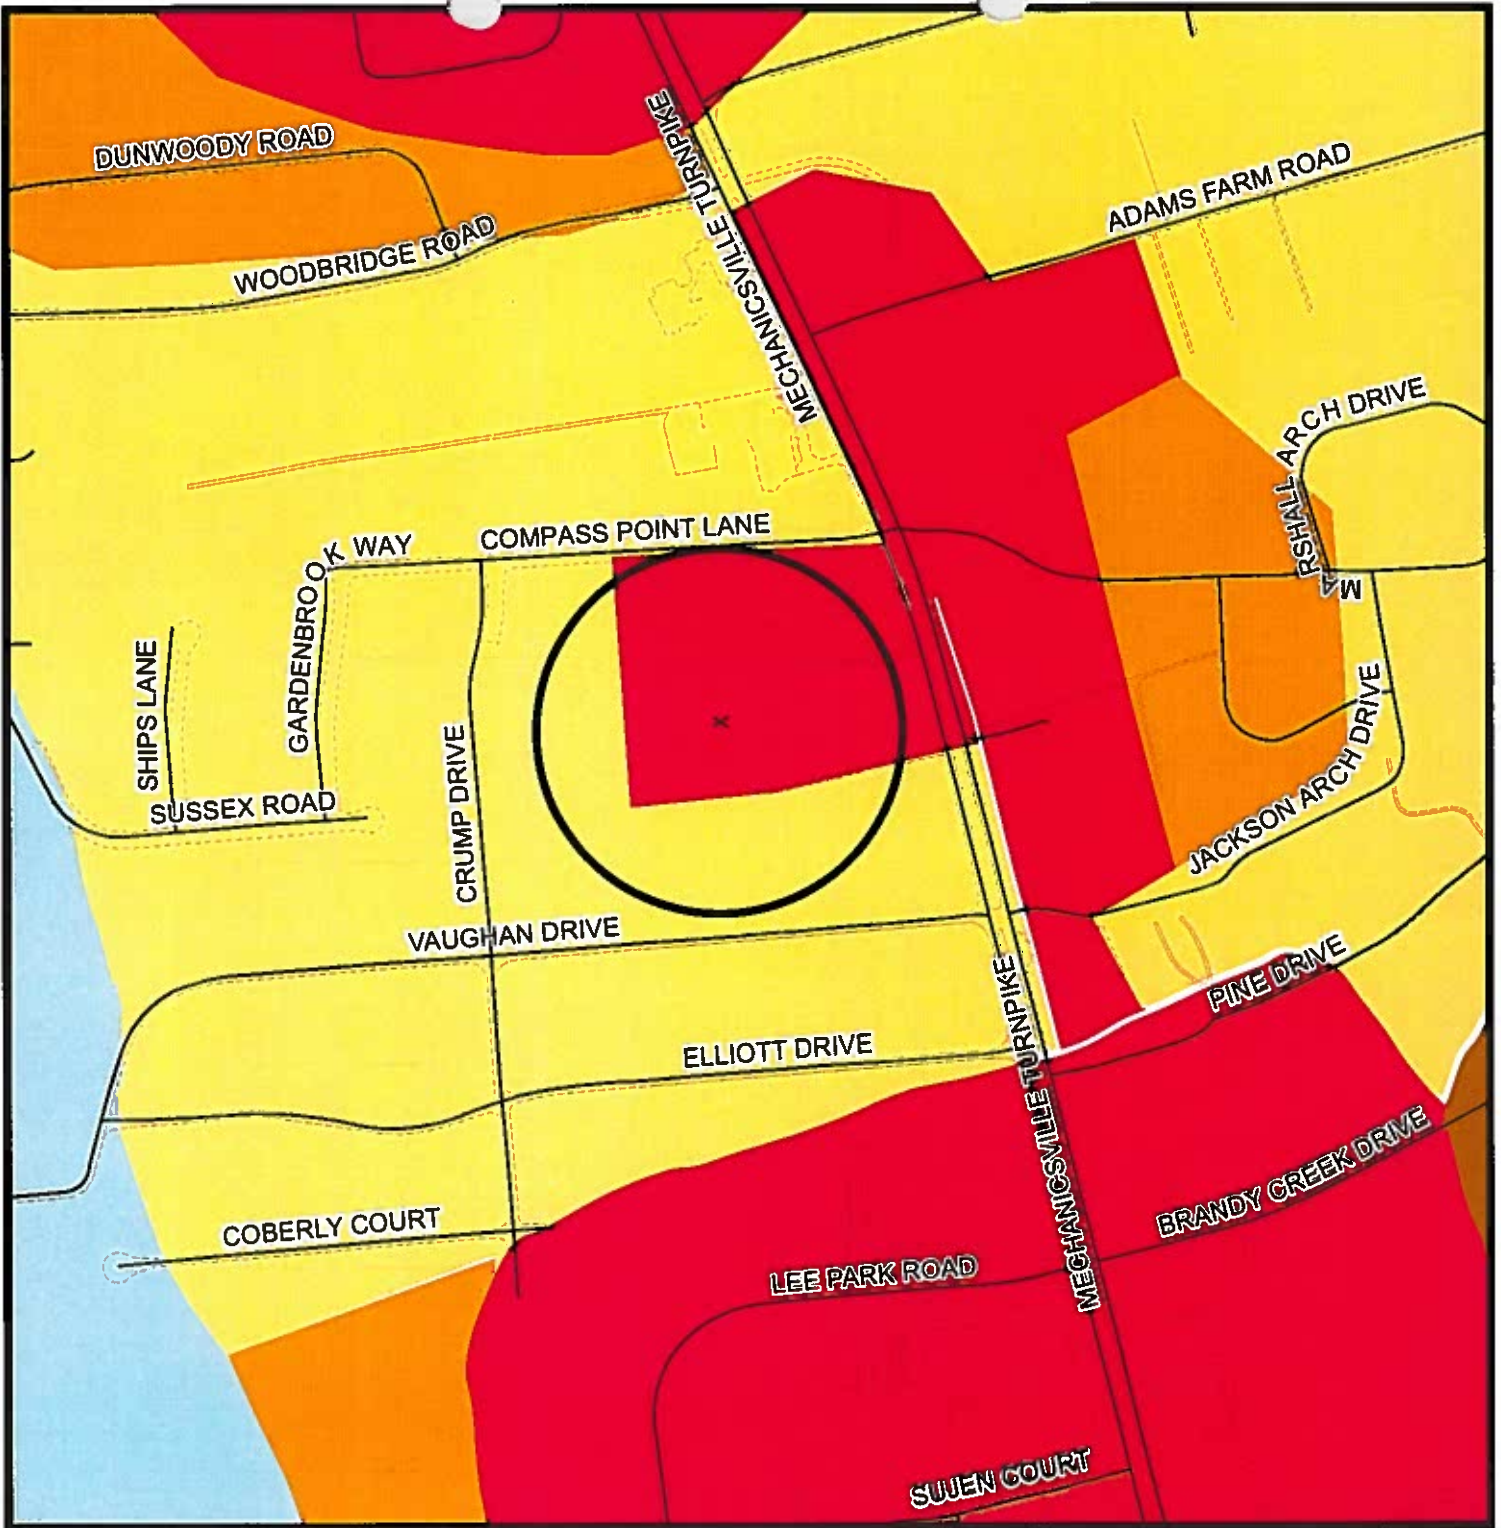 DUNWOODY ROAD
MECHANICSVILLE TURNPIKE
ADAMS FARM ROAD
WOODBRIDGE ROAD
RSHALL ARCH DRIVE
MA
COMPASS POINT LANE
GARDENBROOK WAY
SHIPS LANE
SUSSEX ROAD
CRUMP DRIVE
JACKSON ARCH DRIVE
VAUGHAN DRIVE
PINE DRIVE
ELLIOTT DRIVE
MECHANICSVILLE TURNPIKE
BRANDY CREEK DRIVE
COBERLY COURT
LEE PARK ROAD
SUJEN COURT